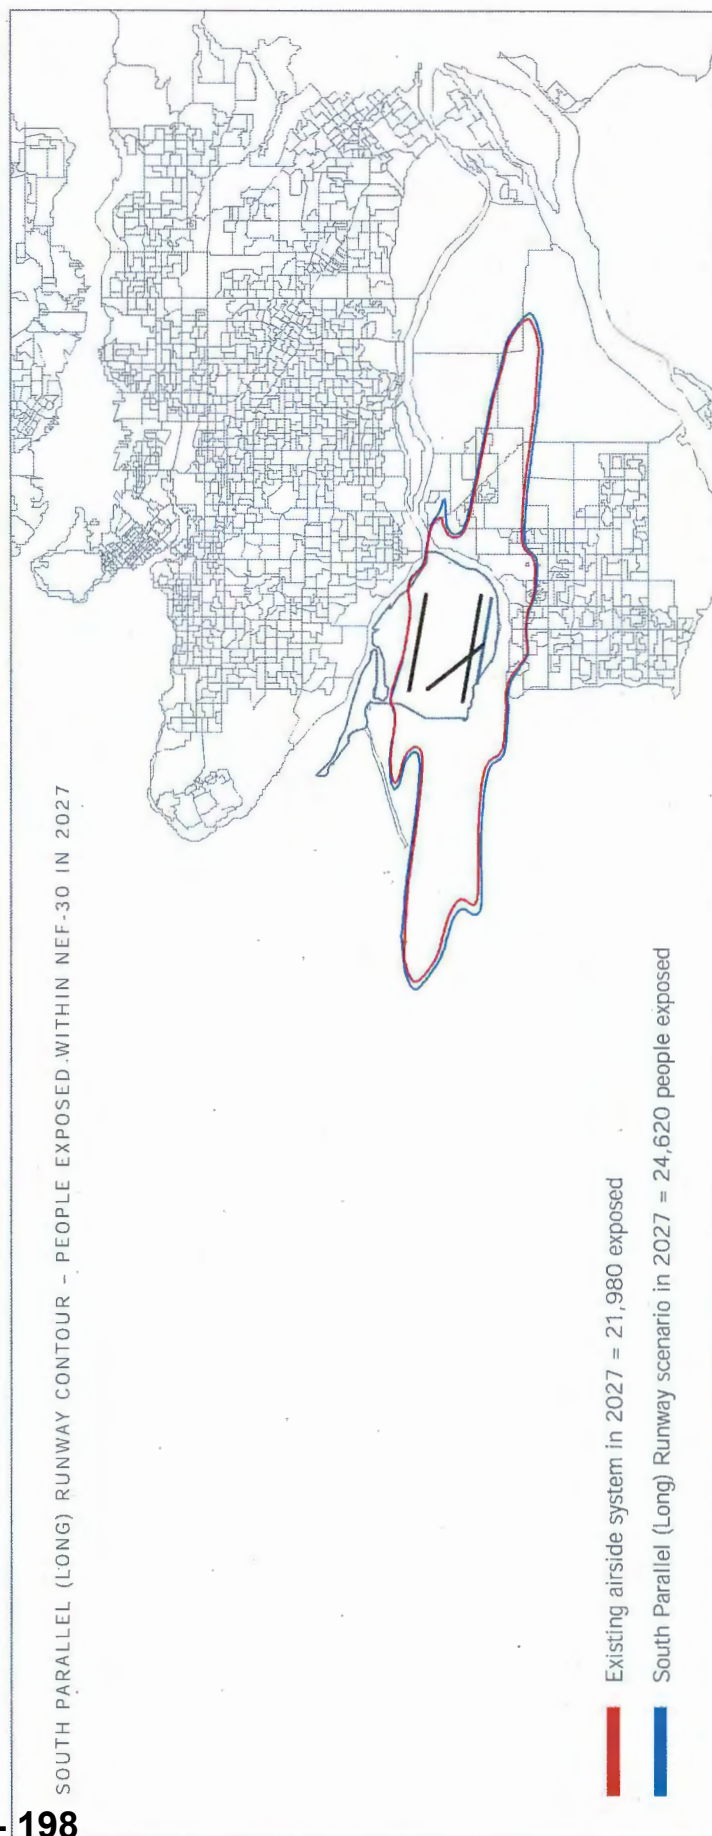 SOUTH PARALLEL (LONG) RUNWAY CONTOUR – PEOPLE EXPOSED WITHIN NEF-30 IN 2027
Existing airside system in 2027 = 21,980 exposed
South Parallel (Long) Runway scenario in 2027 = 24,620 people exposed
- 198